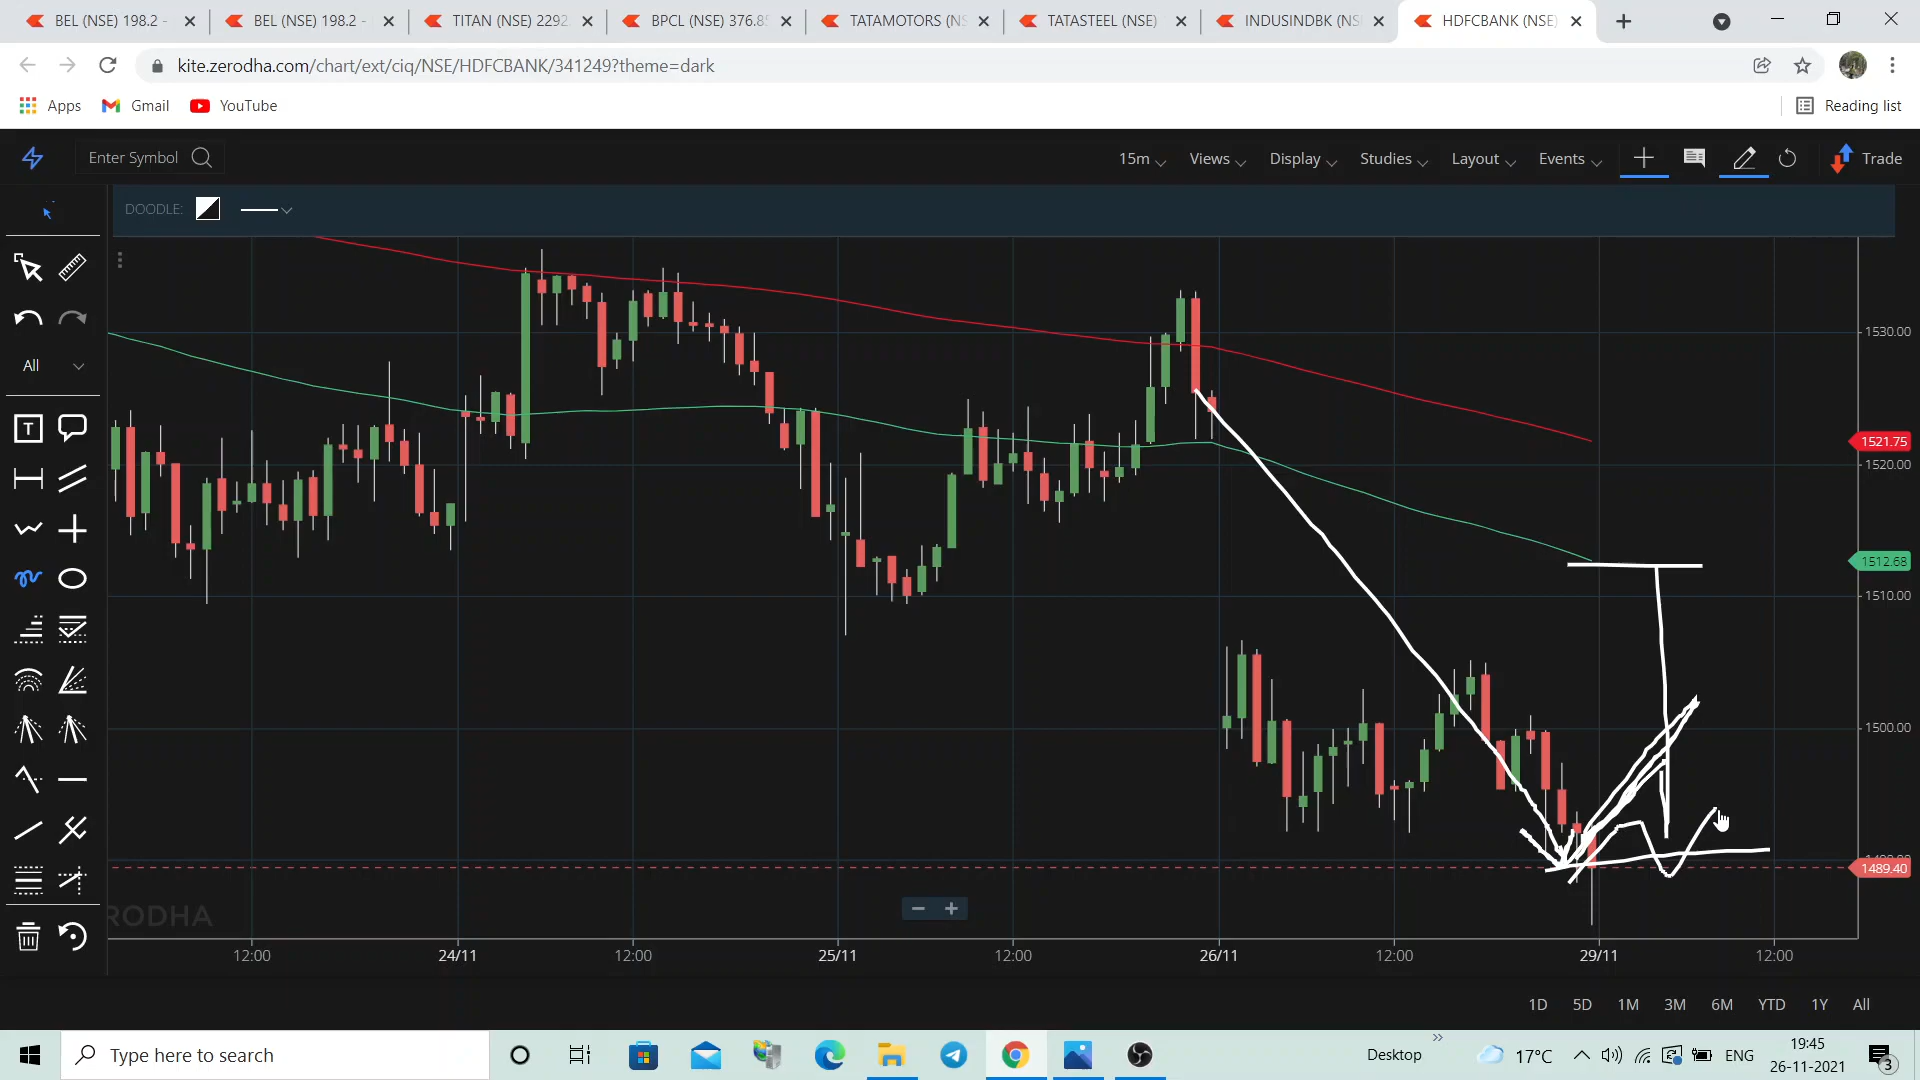 BEL (NSE) 198.2 -
BEL (NSE) 198.2 -
TITAN (NSE) 2292.
BPCL (NSE) 376.85
TATAMOTORS (NS
TATASTEEL (NSE)
INDUSINDBK (NS
HDFCBANK (NSE)
kite.zerodha.com/chart/ext/ciq/NSE/HDFCBANK/341249?theme=dark
Apps
Gmail
YouTube
Reading list
Enter Symbol
15m
Views
Display
Studies
Layout
Events
Trade
DOODLE:
All
T
1530.00
1521.75
1520.00
1512.68
1510.00
1500.00
1489.40
ERODHA
12:00
24/11
12:00
25/11
12:00
26/11
12:00
29/11
12:00
1D
5D
1M
3M
6M
YTD
1Y
All
Type here to search
Desktop
17°C
ENG
19:45
26-11-2021
3